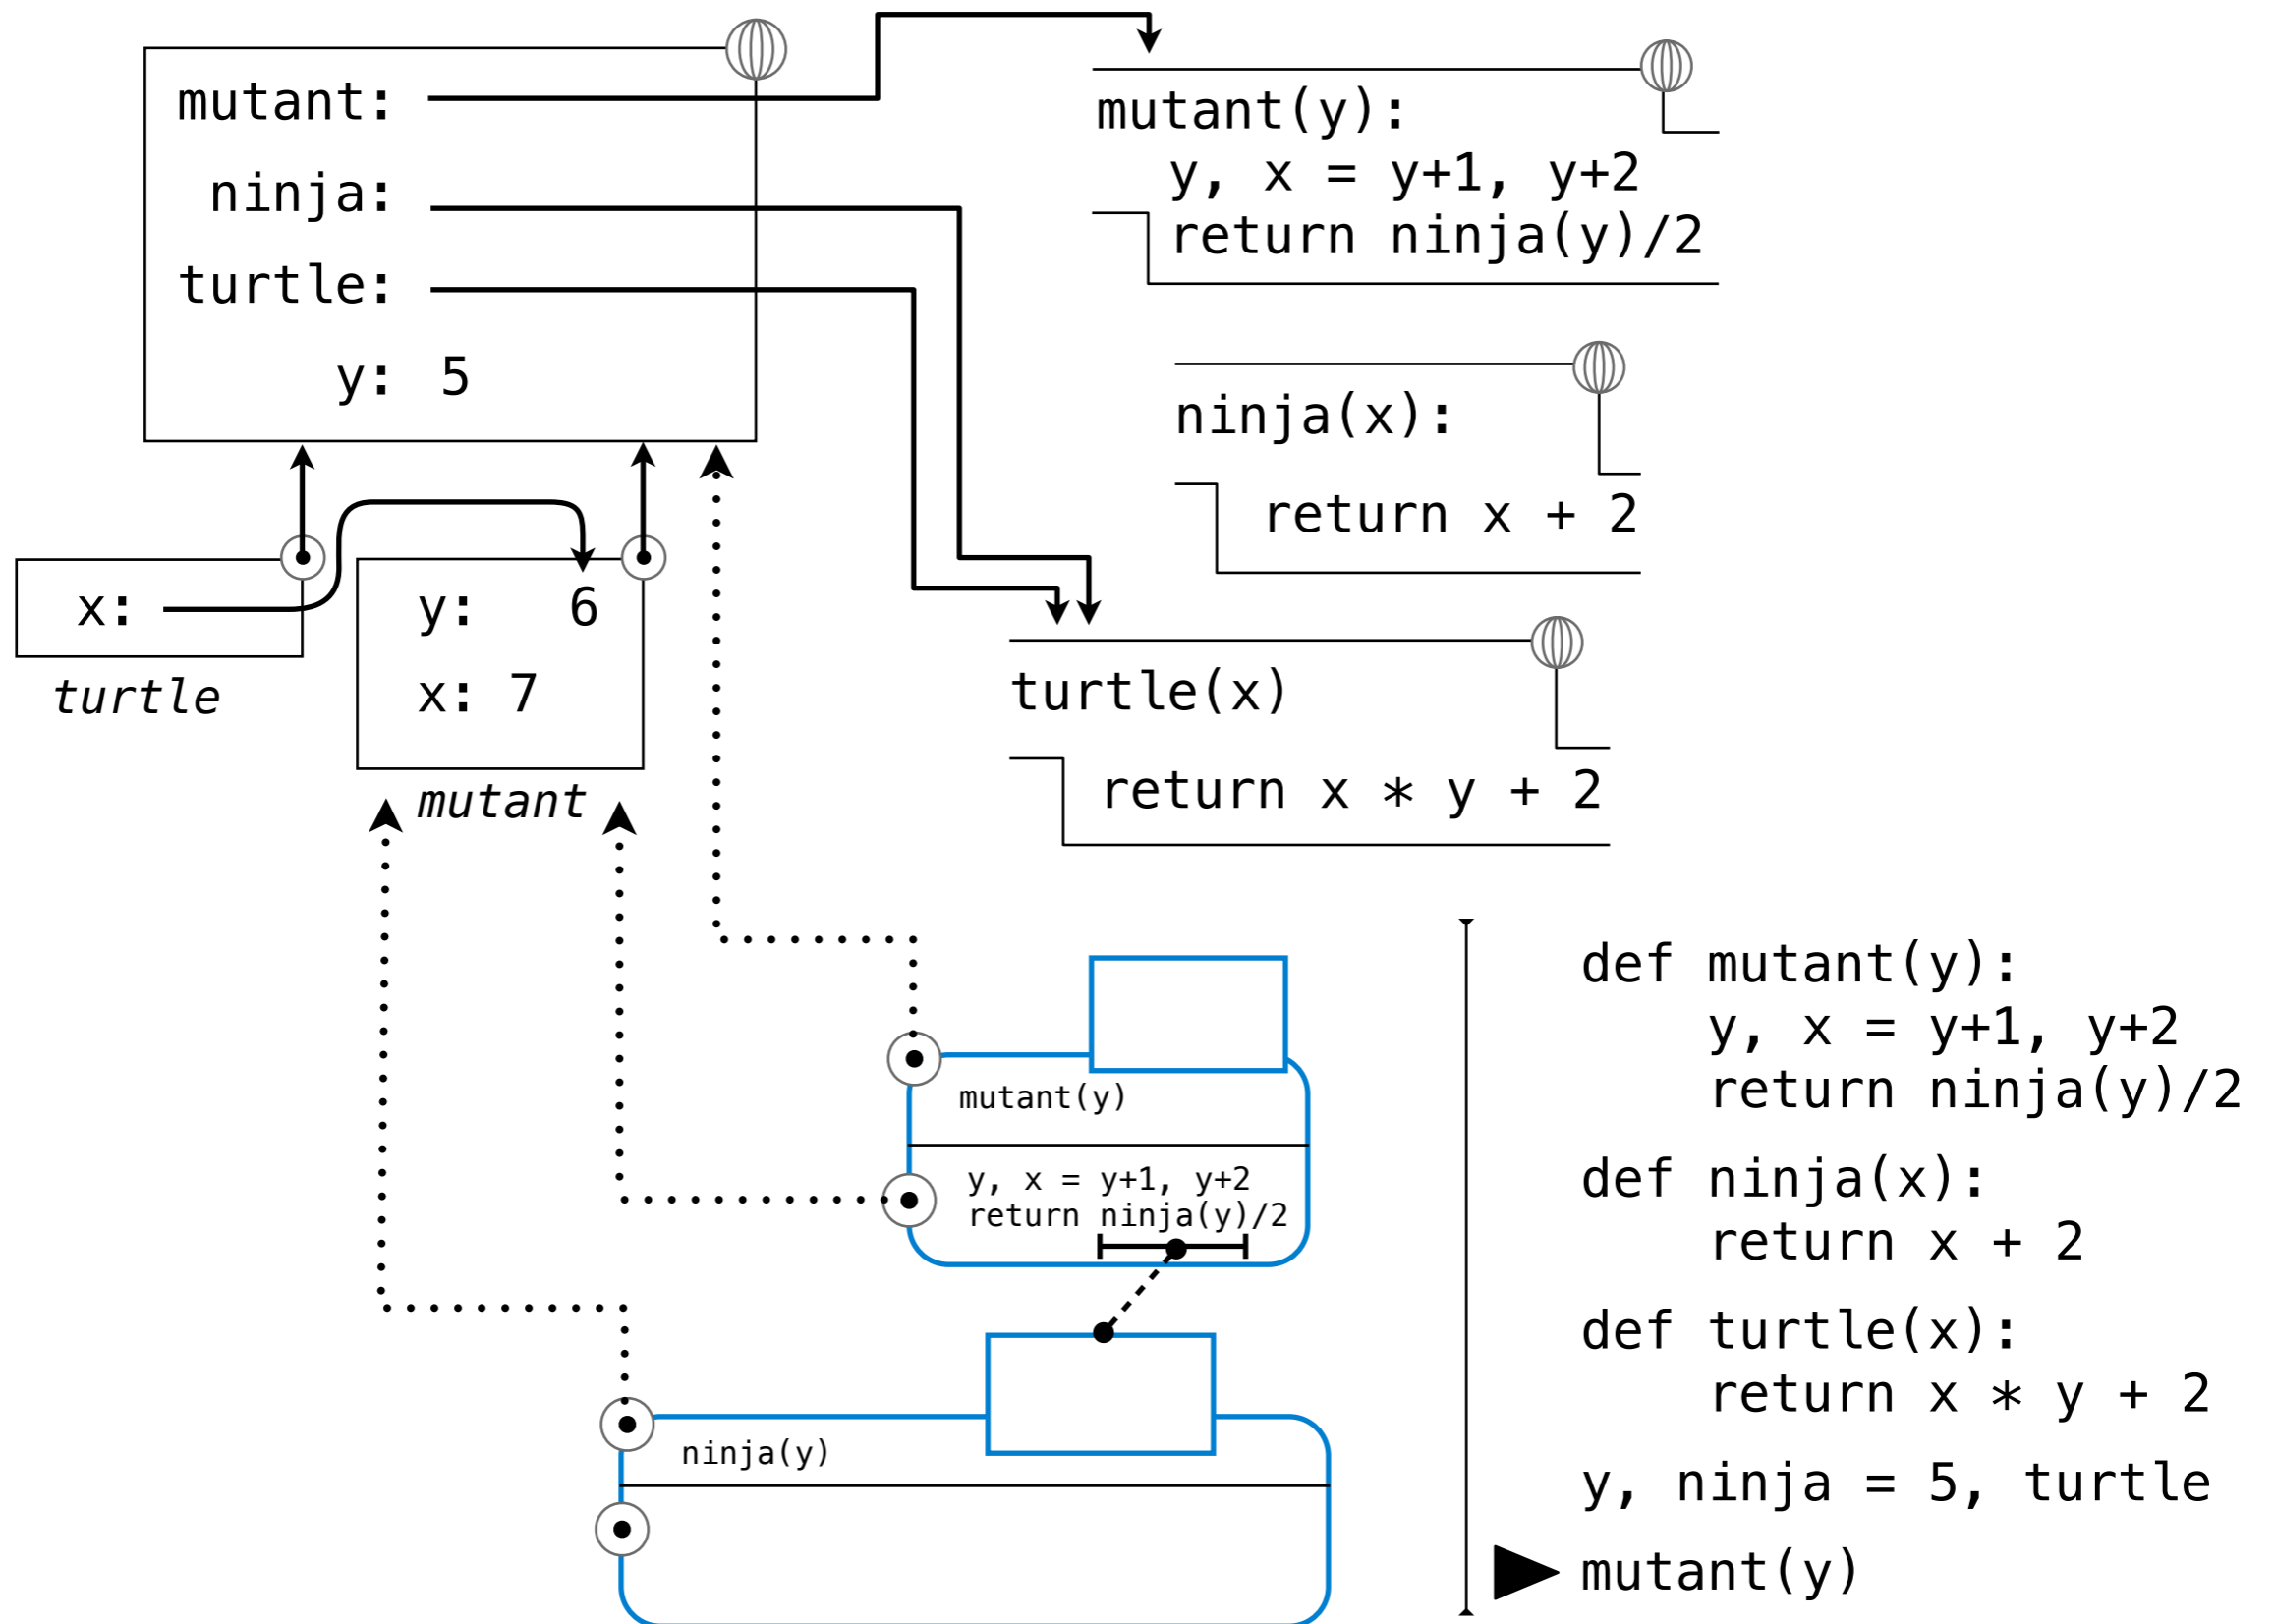 mutant:
ninja:
turtle:
y: 5
x:
turtle
y: 6
x: 7
mutant
mutant(y):
y, x = y+1, y+2
return ninja(y)/2
ninja(x):
return x + 2
turtle(x)
return x * y + 2
mutant(y)
y, x = y+1, y+2
return ninja(y)/2
ninja(y)
def mutant(y):
y, x = y+1, y+2
return ninja(y)/2
def ninja(x):
return x + 2
def turtle(x):
return x * y + 2
y, ninja = 5, turtle
mutant(y)